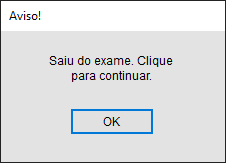 Aviso!
Saiu do exame. Clique
para continuar.
OK